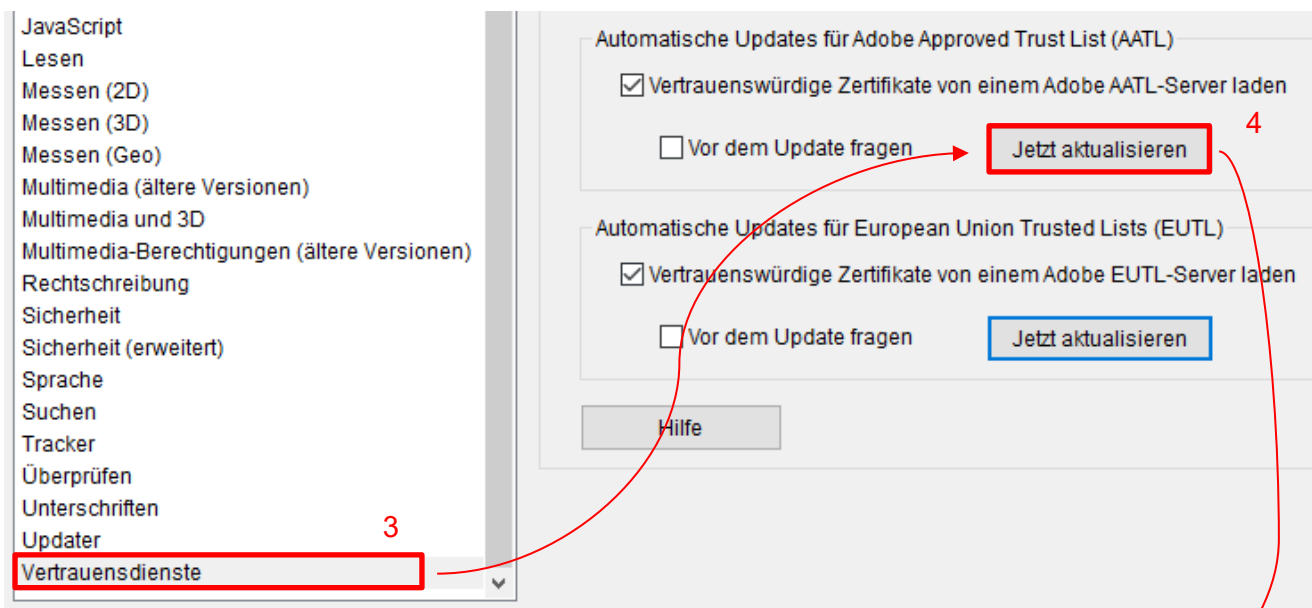 JavaScript
Lesen
Messen (2D)
Messen (3D)
Messen (Geo)
Multimedia (ältere Versionen)
Multimedia und 3D
Multimedia-Berechtigungen (ältere Versionen)
Rechtschreibung
Sicherheit
Sicherheit (erweitert)
Sprache
Suchen
Tracker
Überprüfen
Unterschriften
Updater
3
Vertrauensdienste
Automatische Updates für Adobe Approved Trust List (AATL)
Vertrauenswürdige Zertifikate von einem Adobe AATL-Server laden
4
Vor dem Update fragen
Jetzt aktualisieren
Automatische Updates für European Union Trusted Lists (EUTL)
Vertrauenswürdige Zertifikate von einem Adobe EUTL-Server laden
Vor dem Update fragen
Jetzt aktualisieren
Hilfe